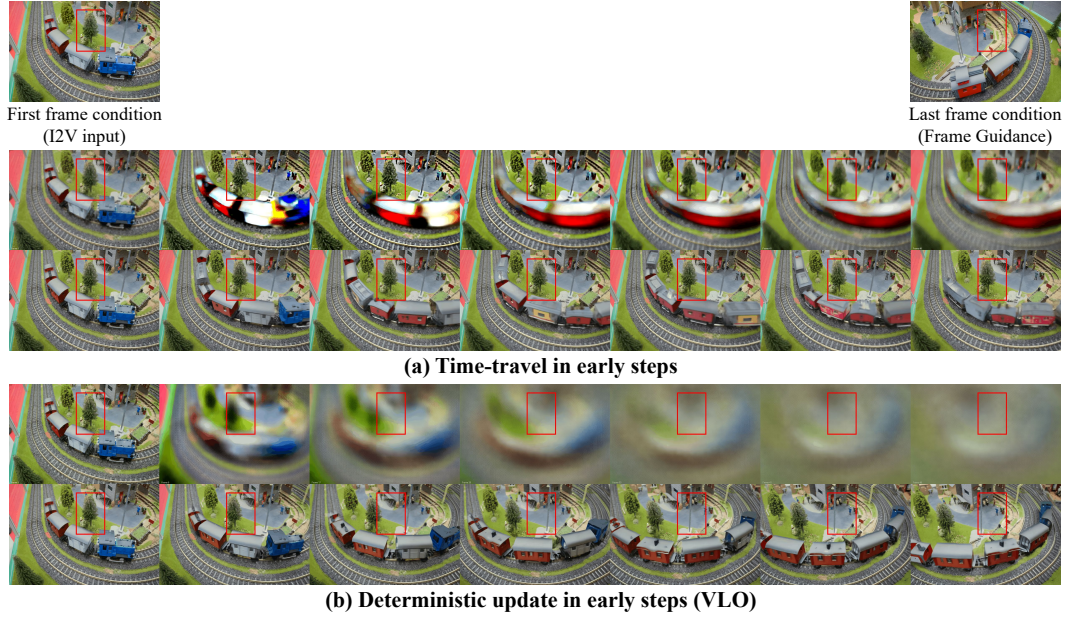 First frame condition
(I2V input)
Last frame condition
(Frame Guidance)
(a) Time-travel in early steps
(b) Deterministic update in early steps (VLO)